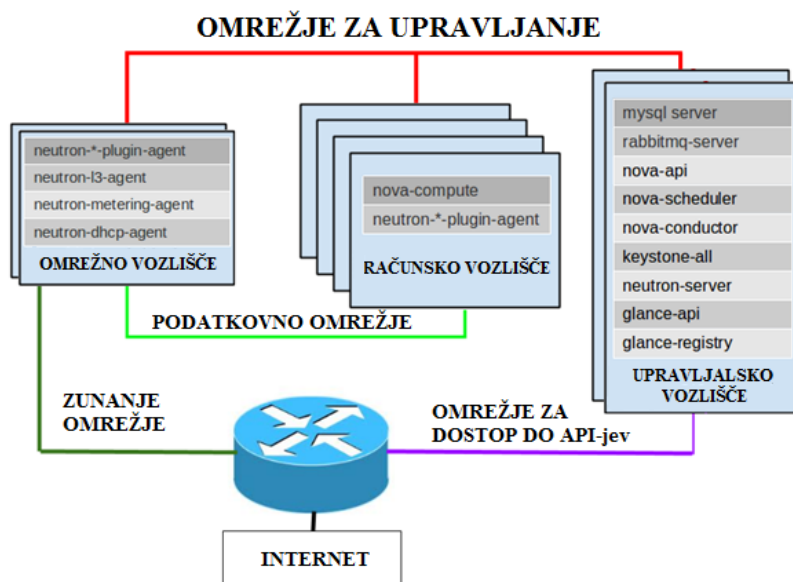 OMREŽJE ZA UPRAVLJANJE
neutron-*-plugin-agent
neutron-l3-agent
neutron-metering-agent
neutron-dhcp-agent
OMREŽNO VOZLIŠČE
nova-compute
neutron-*-plugin-agent
RAČUNSKO VOZLIŠČE
mysql server
rabbitmq-server
nova-api
nova-scheduler
nova-conductor
keystone-all
neutron-server
glance-api
glance-registry
UPRAVLJALSKO
VOZLIŠČE
PODATKOVNO OMREŽJE
ZUNANJE
OMREŽJE
OMREŽJE ZA
DOSTOP DO API-jev
INTERNET